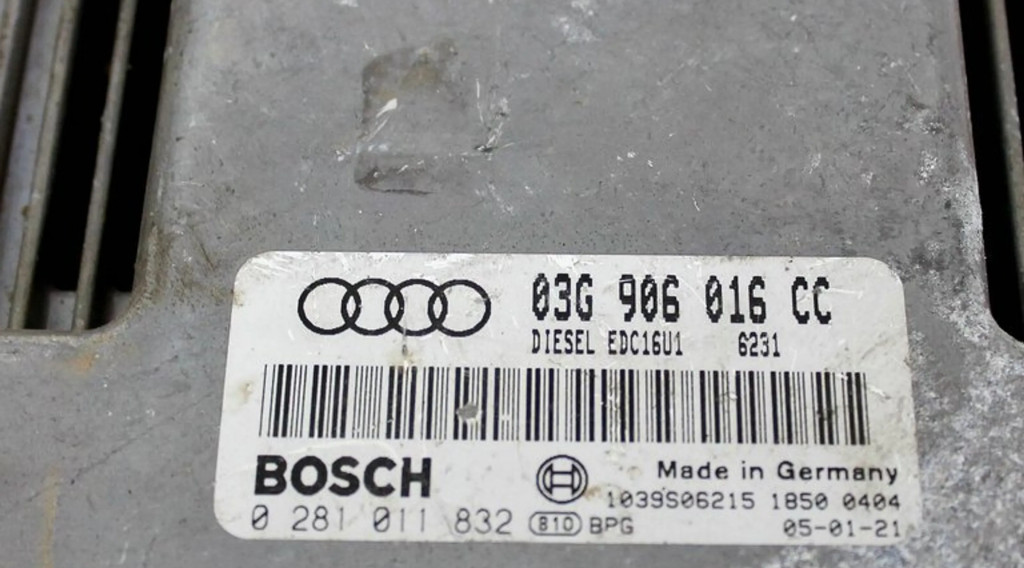 03G 906 016 CC
DIESEL EDC16U1 6231
BOSCH
Made in Germany
1039S06215 1850 0404
0 281 011 832 810 BPG 05-01-21